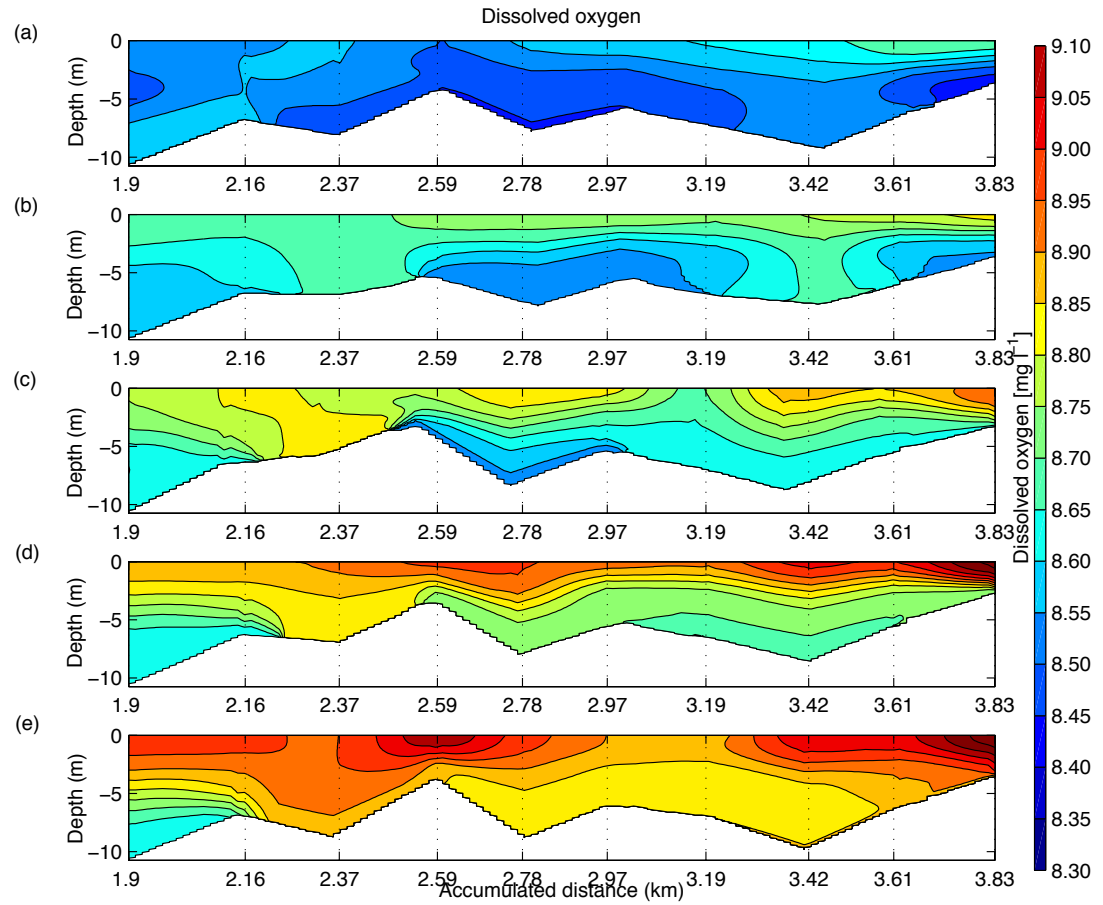 Dissolved oxygen
(a)
Depth (m)
0
−5
−10
1.9 2.16 2.37 2.59 2.78 2.97 3.19 3.42 3.61 3.83
(b)
Depth (m)
0
−5
−10
1.9 2.16 2.37 2.59 2.78 2.97 3.19 3.42 3.61 3.83
(c)
Depth (m)
0
−5
−10
1.9 2.16 2.37 2.59 2.78 2.97 3.19 3.42 3.61 3.83
(d)
Depth (m)
0
−5
−10
1.9 2.16 2.37 2.59 2.78 2.97 3.19 3.42 3.61 3.83
(e)
Depth (m)
0
−5
−10
1.9 2.16 2.37 2.59 2.78 2.97 3.19 3.42 3.61 3.83
Accumulated distance (km)
Dissolved oxygen [mg l⁻¹]
9.10
9.05
9.00
8.95
8.90
8.85
8.80
8.75
8.70
8.65
8.60
8.55
8.50
8.45
8.40
8.35
8.30